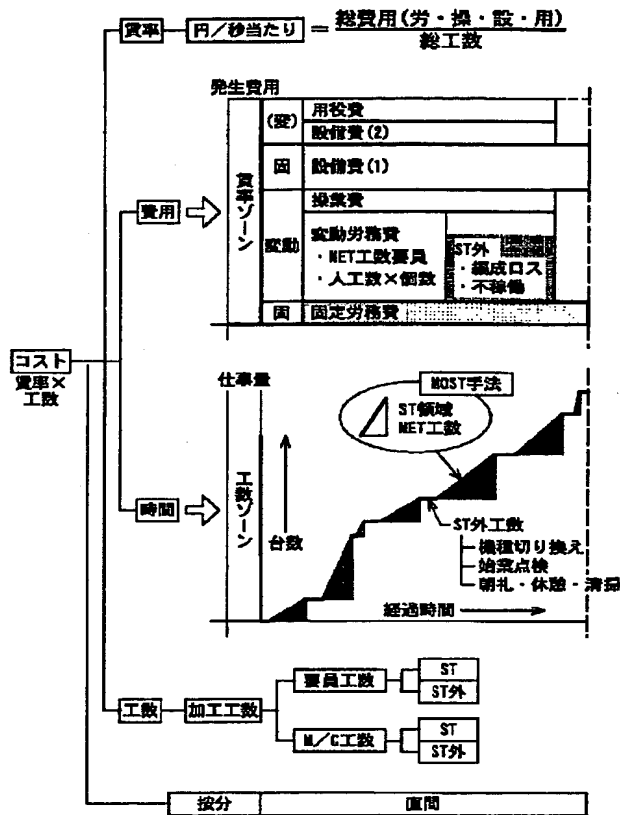 賃率
円／秒当たり
＝
総費用(労・操・設・用)
総工数
発生費用
賃率ゾーン
(変)
用役費
設備費(2)
固
設備費(1)
変動
操業費
変動労務費
・NET工数要員
・人工数×個数
ST外
・編成ロス
・不稼働
固
固定労務費
費用
コスト
賃率×
工数
仕事量
工数ゾーン
MOST手法
ST領域
NET工数
時間
台数
ST外工数
機種切り換え
始業点検
朝礼・休憩・清掃
経過時間
工数
加工工数
要員工数
ST
ST外
M／C工数
ST
ST外
按分
直間